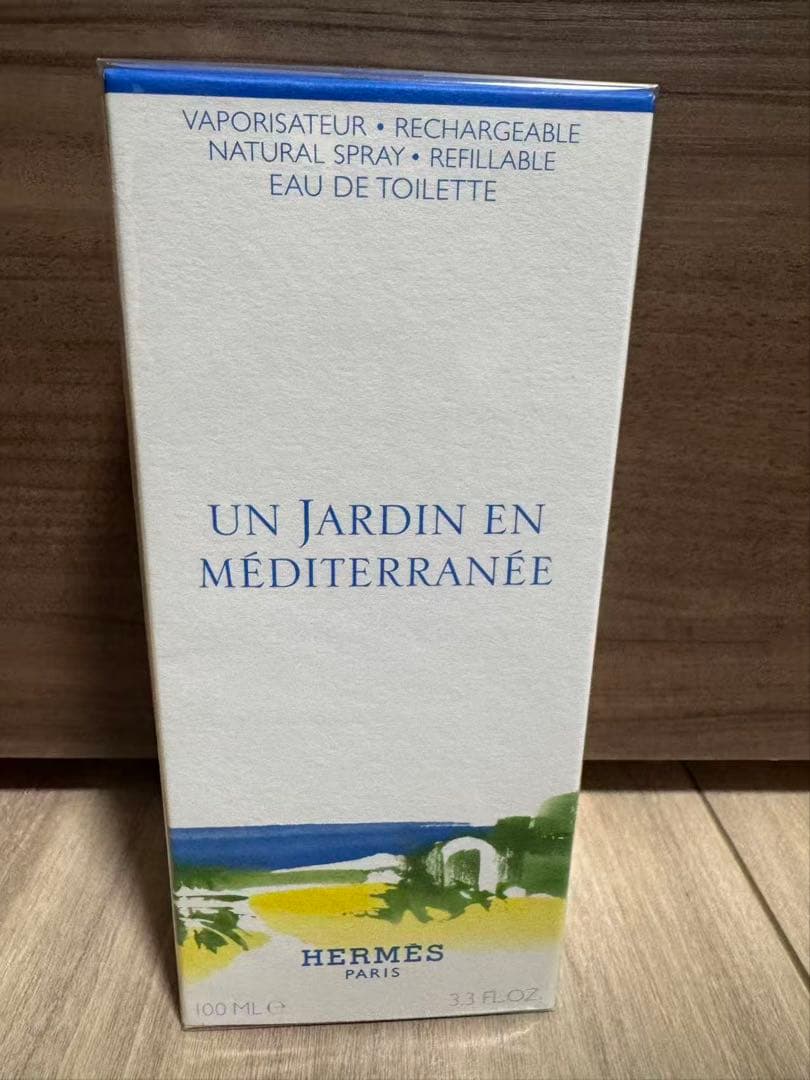 VAPORISATEUR • RECHARGEABLE
NATURAL SPRAY • REFILLABLE
EAU DE TOILETTE
UN JARDIN EN
MÉDITERRANÉE
HERMĒS
PARIS
100 ML ℮ 3.3 FL.OZ.